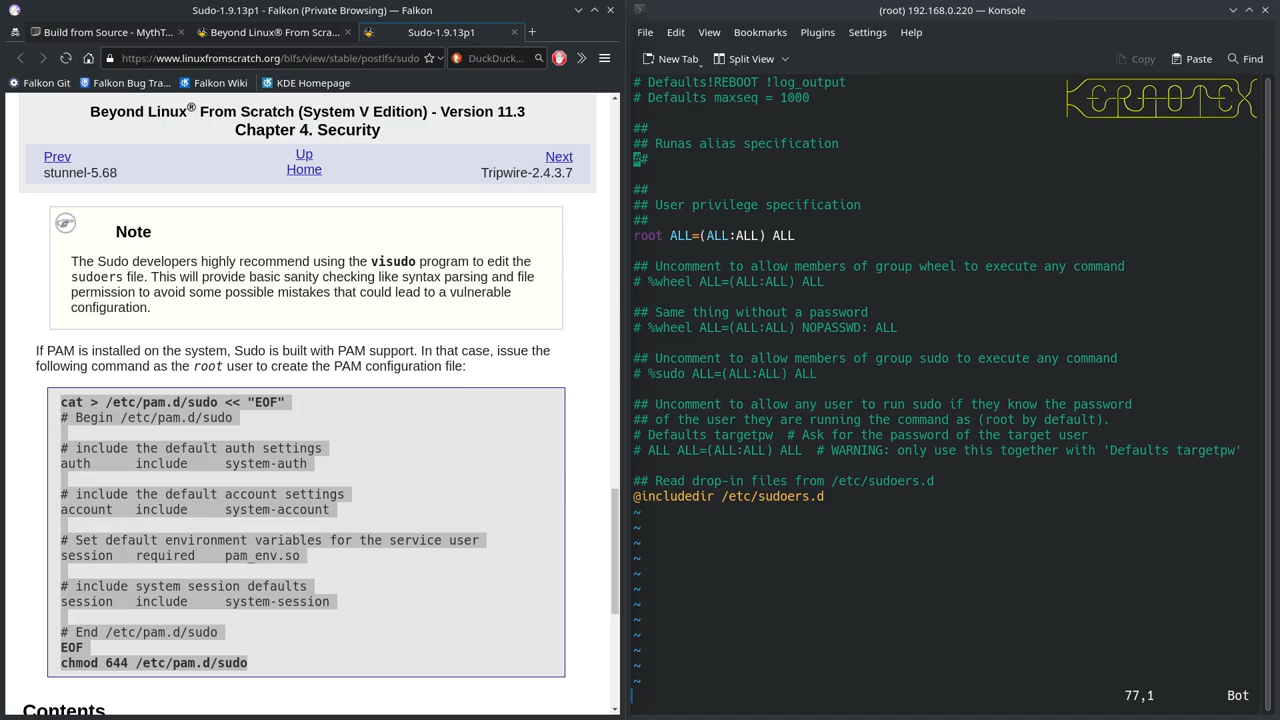 Sudo-1.9.13p1 - Falkon (Private Browsing) — Falkon
Build from Source - MythT...
Beyond Linux® From Scra...
Sudo-1.9.13p1
https://www.linuxfromscratch.org/blfs/view/stable/postlfs/sudo
DuckDuck...
Falkon Git
Falkon Bug Tra...
Falkon Wiki
KDE Forums
Beyond Linux® From Scratch (System V Edition) - Version 11.3
Chapter 4. Security
Prev
Up
Next
stunnel-5.68
Home
Tripwire-2.4.3.7
Note
The Sudo developers highly recommend using the visudo program to edit the
sudoers file. This will provide basic sanity checking like syntax parsing and file
permission to avoid some possible mistakes that could lead to a vulnerable
configuration.
If PAM is installed on the system, Sudo is built with PAM support. In that case, issue the
following command as the root user to create the PAM configuration file:
cat > /etc/pam.d/sudo << "EOF"
# Begin /etc/pam.d/sudo
# include the default auth settings
auth      include     system-auth
# include the default account settings
account   include     system-account
# Set default environment variables for the service user
session   required    pam_env.so
# include system session defaults
session   include     system-session
# End /etc/pam.d/sudo
EOF
chmod 644 /etc/pam.d/sudo
Contents
(root) 192.168.0.220 — Konsole
File Edit View Bookmarks Plugins Settings Help
New Tab
Split View
Copy
Paste
Find
# Defaults!REBOOT !log_output
# Defaults maxseq = 1000
##
## Runas alias specification
##
##
## User privilege specification
##
root ALL=(ALL:ALL) ALL
## Uncomment to allow members of group wheel to execute any command
# %wheel ALL=(ALL:ALL) ALL
## Same thing without a password
# %wheel ALL=(ALL:ALL) NOPASSWD: ALL
## Uncomment to allow members of group sudo to execute any command
# %sudo ALL=(ALL:ALL) ALL
## Uncomment to allow any user to run sudo if they know the password
## of the user they are running the command as (root by default).
# Defaults targetpw  # Ask for the password of the target user
# ALL ALL=(ALL:ALL) ALL  # WARNING: only use this together with 'Defaults targetpw'
## Read drop-in files from /etc/sudoers.d
@includedir /etc/sudoers.d
~
~
~
~
~
~
~
~
~
~
~
~
77,1
Bot